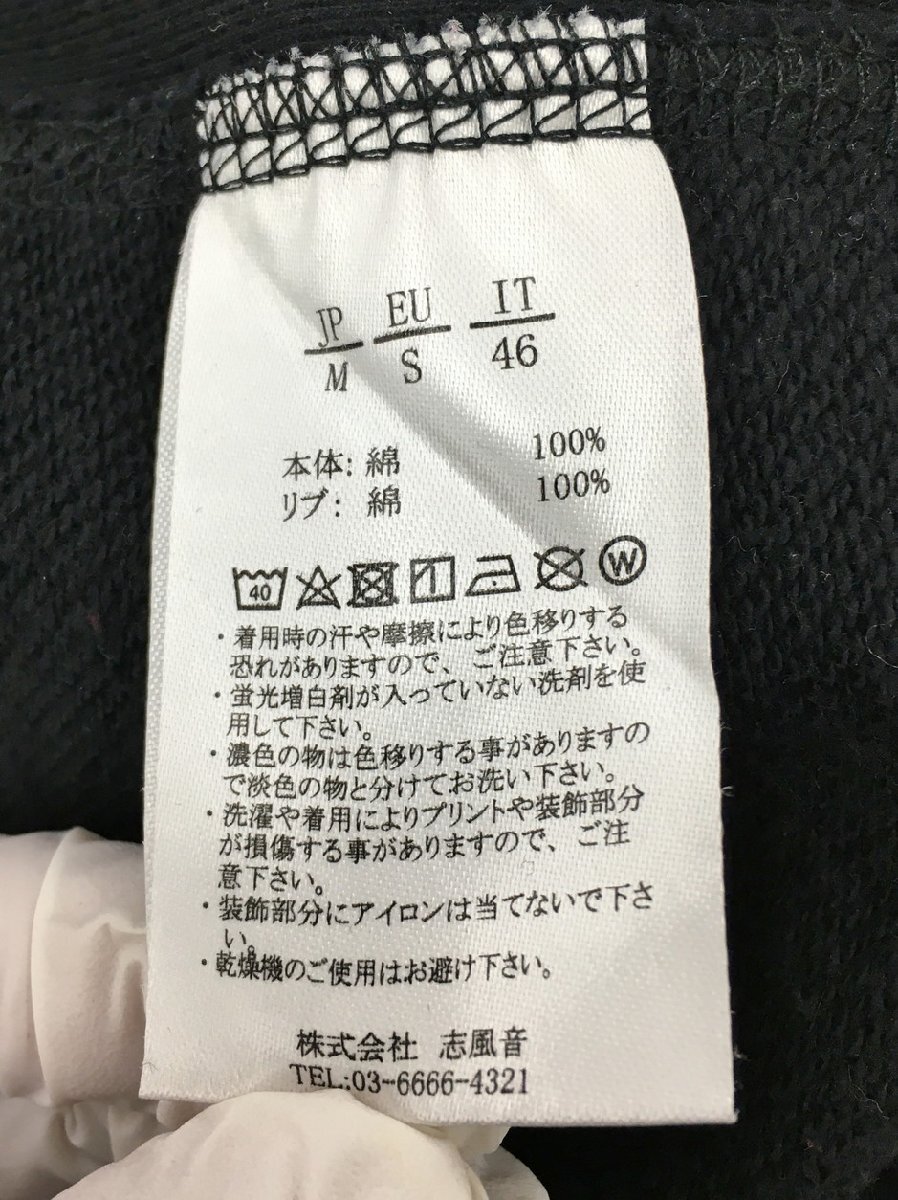 JP EU IT
M S 46
本体: 綿 100%
リブ: 綿 100%
40 W
・着用時の汗や摩擦により色移りする
恐れがありますので、ご注意下さい。
・蛍光増白剤が入っていない洗剤を使
用して下さい。
・濃色の物は色移りする事がありますの
で淡色の物と分けてお洗い下さい。
・洗濯や着用によりプリントや装飾部分
が損傷する事がありますので、ご注
意下さい。
・装飾部分にアイロンは当てないで下さ
い。
・乾燥機のご使用はお避け下さい。
株式会社 志風音
TEL:03-6666-4321